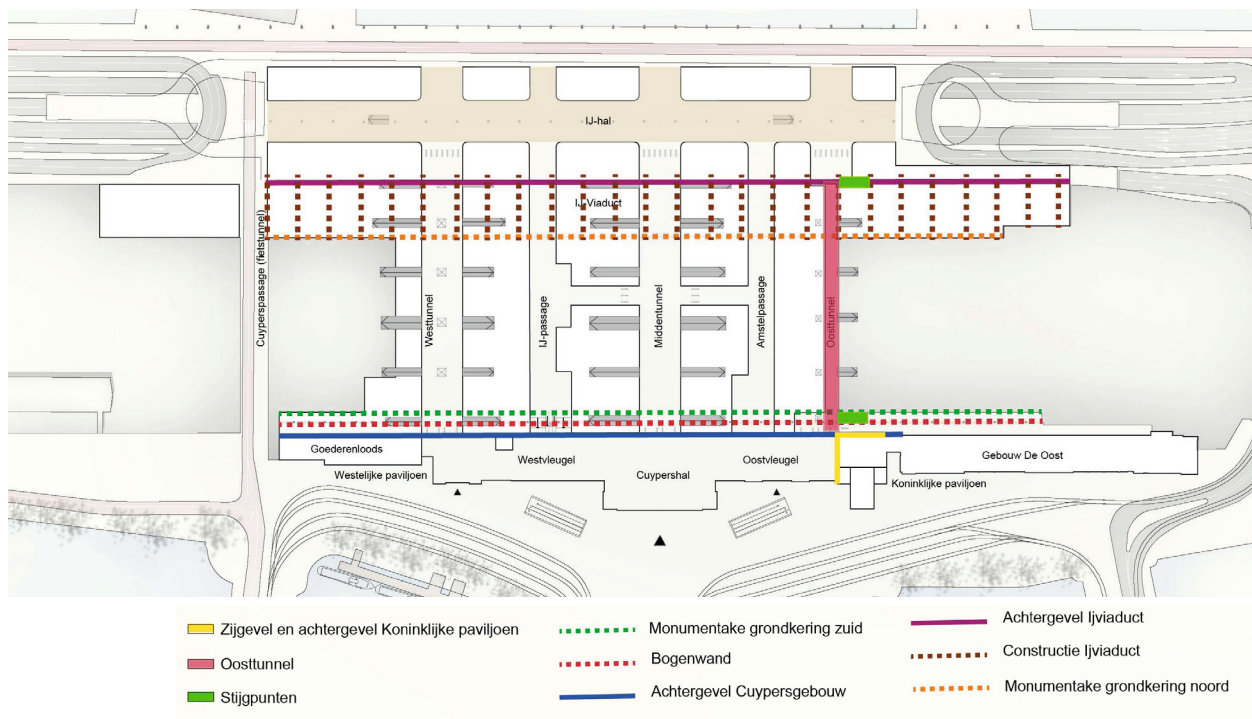 IJ-hal
IJ-Viaduct
Cuyperspassage (fietstunnel)
Westtunnel
IJ-passage
Middentunnel
Amstelpassage
Oosttunnel
Goederenloods
Westvleugel
Oostvleugel
Gebouw De Oost
Westelijke paviljoen
Cuypershal
Koninklijke paviljoen
Zijgevel en achtergevel Koninklijke paviljoen
Oosttunnel
Stijgpunten
Monumentake grondkering zuid
Bogenwand
Achtergevel Cuypersgebouw
Achtergevel Ijviaduct
Constructie Ijviaduct
Monumentake grondkering noord